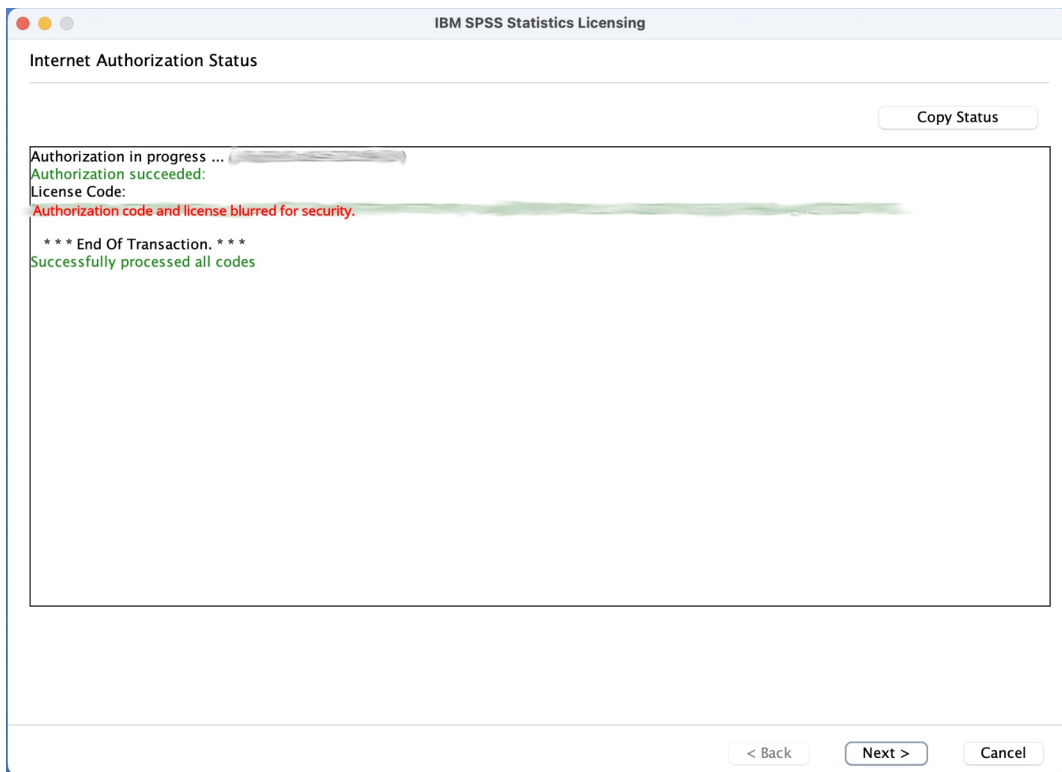 IBM SPSS Statistics Licensing
Internet Authorization Status
Copy Status
Authorization in progress ...
Authorization succeeded:
License Code:
Authorization code and license blurred for security.
* * * End Of Transaction. * * *
Successfully processed all codes
< Back Next > Cancel